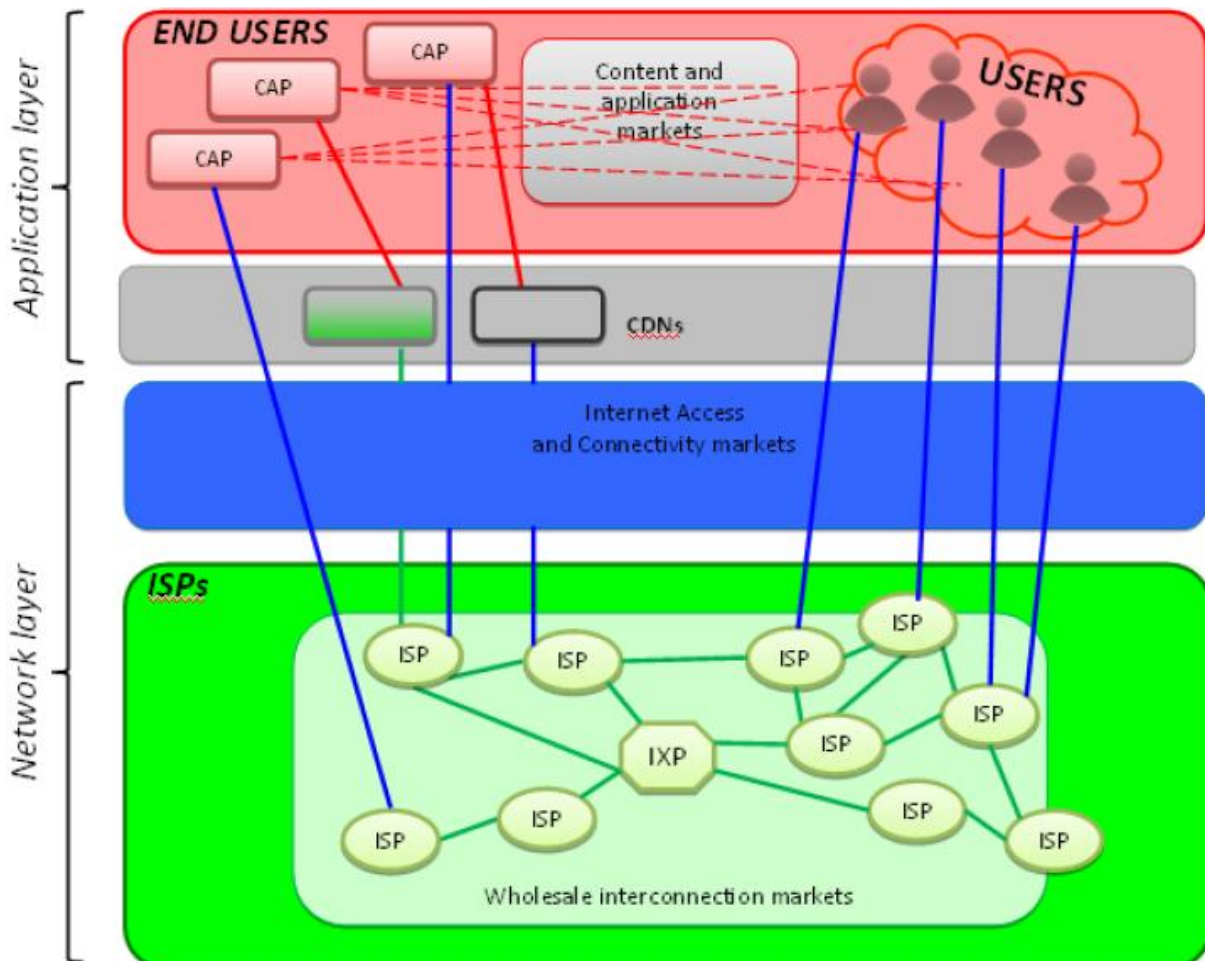 END USERS
CAP
CAP
CAP
Content and
application
markets
USERS
Application layer
CDNs
Internet Access
and Connectivity markets
Network layer
ISPs
ISP
ISP
ISP
ISP
ISP
ISP
IXP
ISP
ISP
ISP
ISP
Wholesale interconnection markets